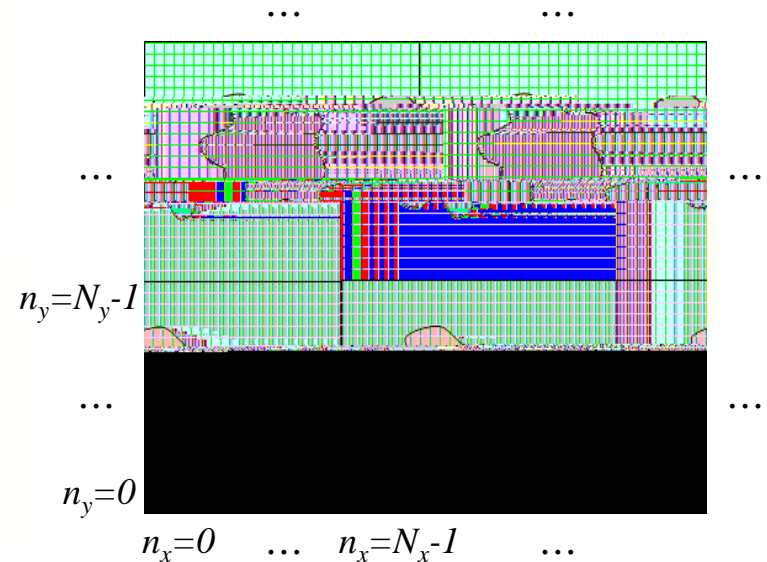 … …
… …
n_y=N_y-1
… …
n_y=0
n_x=0 … n_x=N_x-1 …